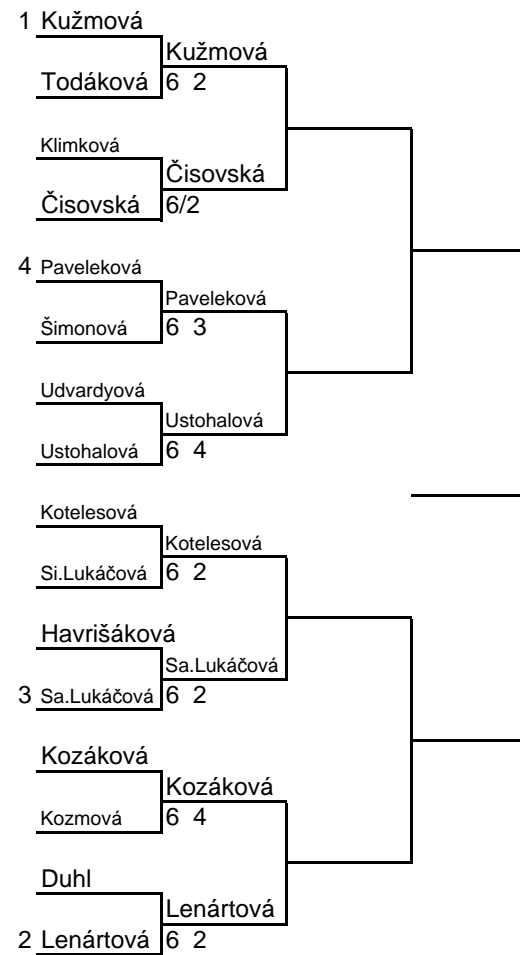 1 Kužmová
Kužmová
Todáková 6 2
Klimková
Čisovská
Čisovská 6/2
4 Paveleková
Paveleková
Šimonová 6 3
Udvardyová
Ustohalová
Ustohalová 6 4
Kotelesová
Kotelesová
Si.Lukáčová 6 2
Havrišáková
Sa.Lukáčová
3 Sa.Lukáčová 6 2
Kozáková
Kozáková
Kozmová 6 4
Duhl
Lenártová
2 Lenártová 6 2